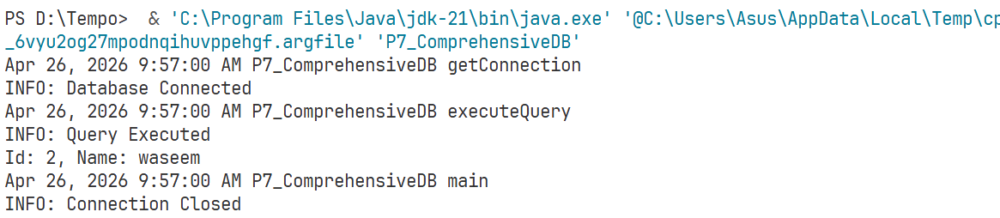 PS D:\Tempo>  & 'C:\Program Files\Java\jdk-21\bin\java.exe' '@C:\Users\Asus\AppData\Local\Temp\cp
_6vyu2og27mpodnqihuvppehgf.argfile' 'P7_ComprehensiveDB'
Apr 26, 2026 9:57:00 AM P7_ComprehensiveDB getConnection
INFO: Database Connected
Apr 26, 2026 9:57:00 AM P7_ComprehensiveDB executeQuery
INFO: Query Executed
Id: 2, Name: waseem
Apr 26, 2026 9:57:00 AM P7_ComprehensiveDB main
INFO: Connection Closed